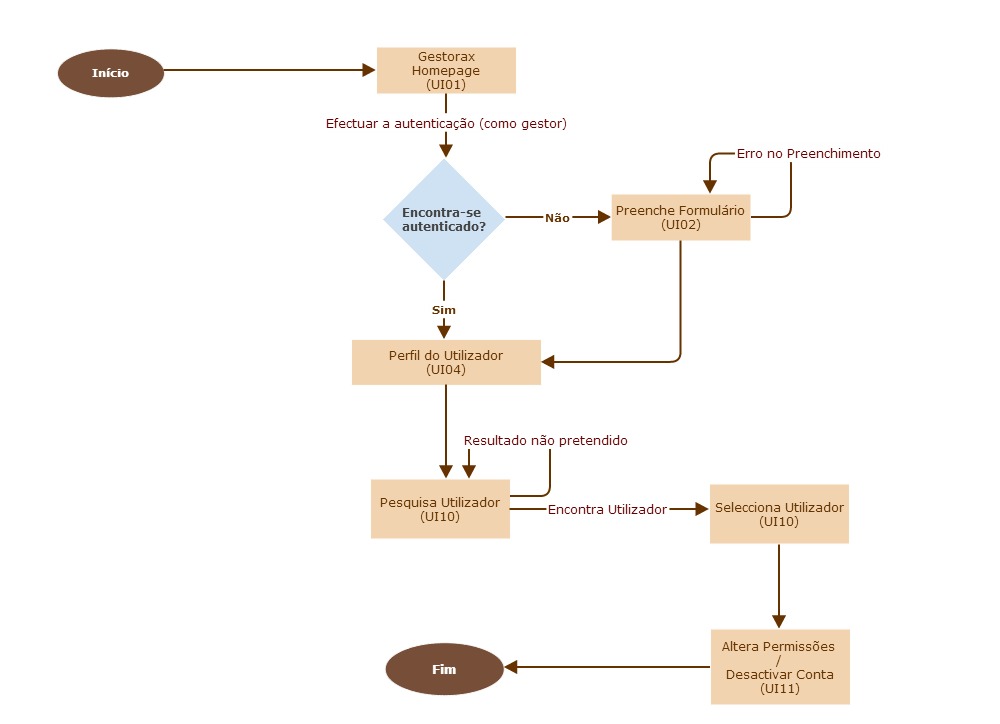 Início
Gestorax
Homepage
(UI01)
Efectuar a autenticação (como gestor)
Erro no Preenchimento
Encontra-se
autenticado?
Não
Preenche Formulário
(UI02)
Sim
Perfil do Utilizador
(UI04)
Resultado não pretendido
Pesquisa Utilizador
(UI10)
Encontra Utilizador
Selecciona Utilizador
(UI10)
Altera Permissões
/
Desactivar Conta
(UI11)
Fim